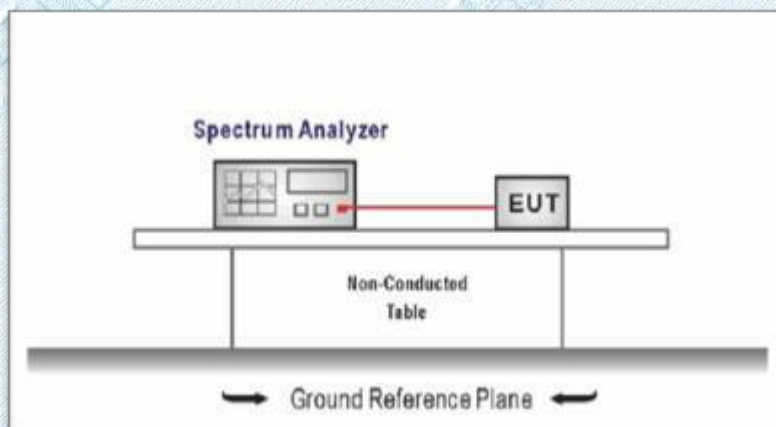 Spectrum Analyzer
EUT
Non-Conducted
Table
Ground Reference Plane